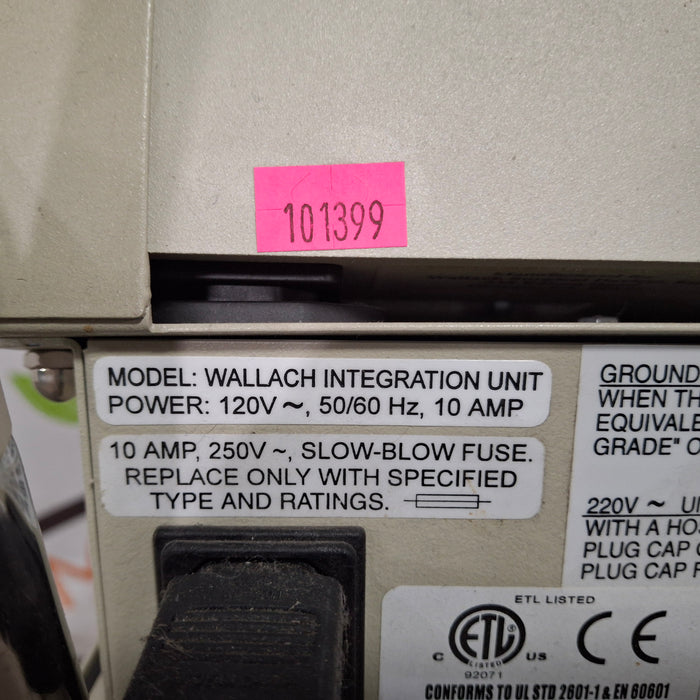 101399
MODEL: WALLACH INTEGRATION UNIT
POWER: 120V ~, 50/60 Hz, 10 AMP
10 AMP, 250V ~, SLOW-BLOW FUSE.
REPLACE ONLY WITH SPECIFIED
TYPE AND RATINGS.
GROUND
WHEN TH
EQUIVALE
GRADE" O
220V ~ U
WITH A HO
PLUG CAP
PLUG CAP
ETL LISTED
C ETL ® US
LISTED
CE
92071
CONFORMS TO UL STD 2601-1 & EN 60601